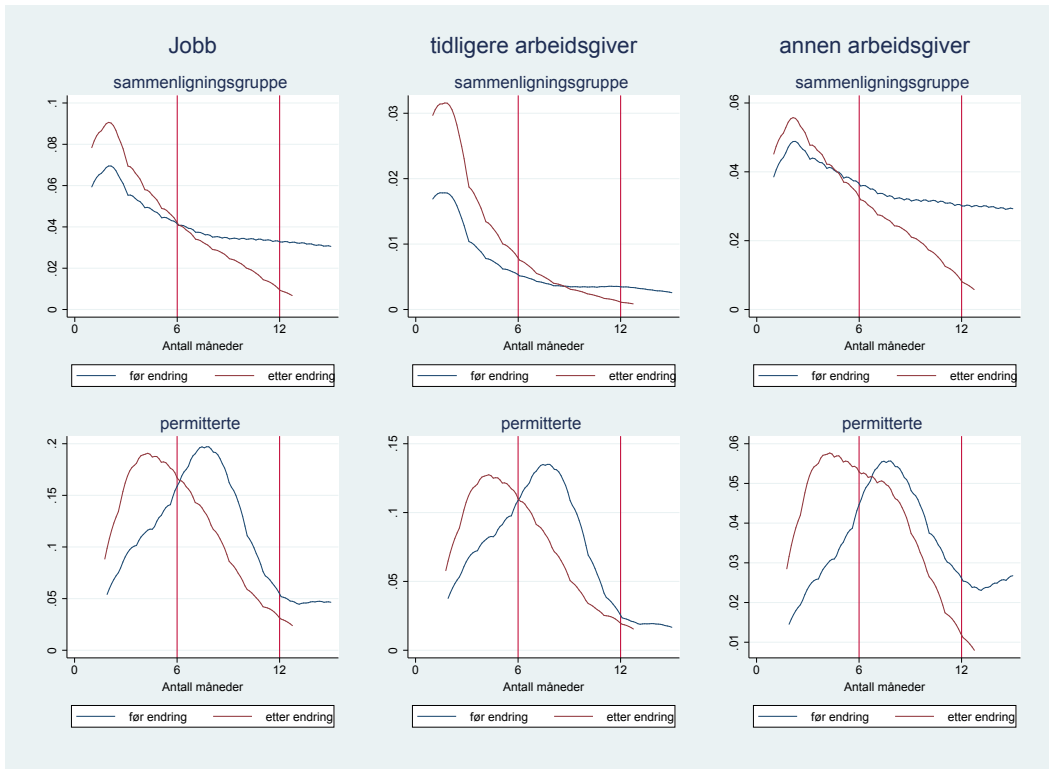 Jobb
tidligere arbeidsgiver
annen arbeidsgiver
sammenligningsgruppe
0 .02 .04 .06 .08 .1
0 6 12
Antall måneder
før endring etter endring
sammenligningsgruppe
0 .01 .02 .03
0 6 12
Antall måneder
før endring etter endring
sammenligningsgruppe
0 .02 .04 .06
0 6 12
Antall måneder
før endring etter endring
permitterte
0 .05 .1 .15 .2
0 6 12
Antall måneder
før endring etter endring
permitterte
0 .05 .1 .15
0 6 12
Antall måneder
før endring etter endring
permitterte
.01 .02 .03 .04 .05 .06
0 6 12
Antall måneder
før endring etter endring